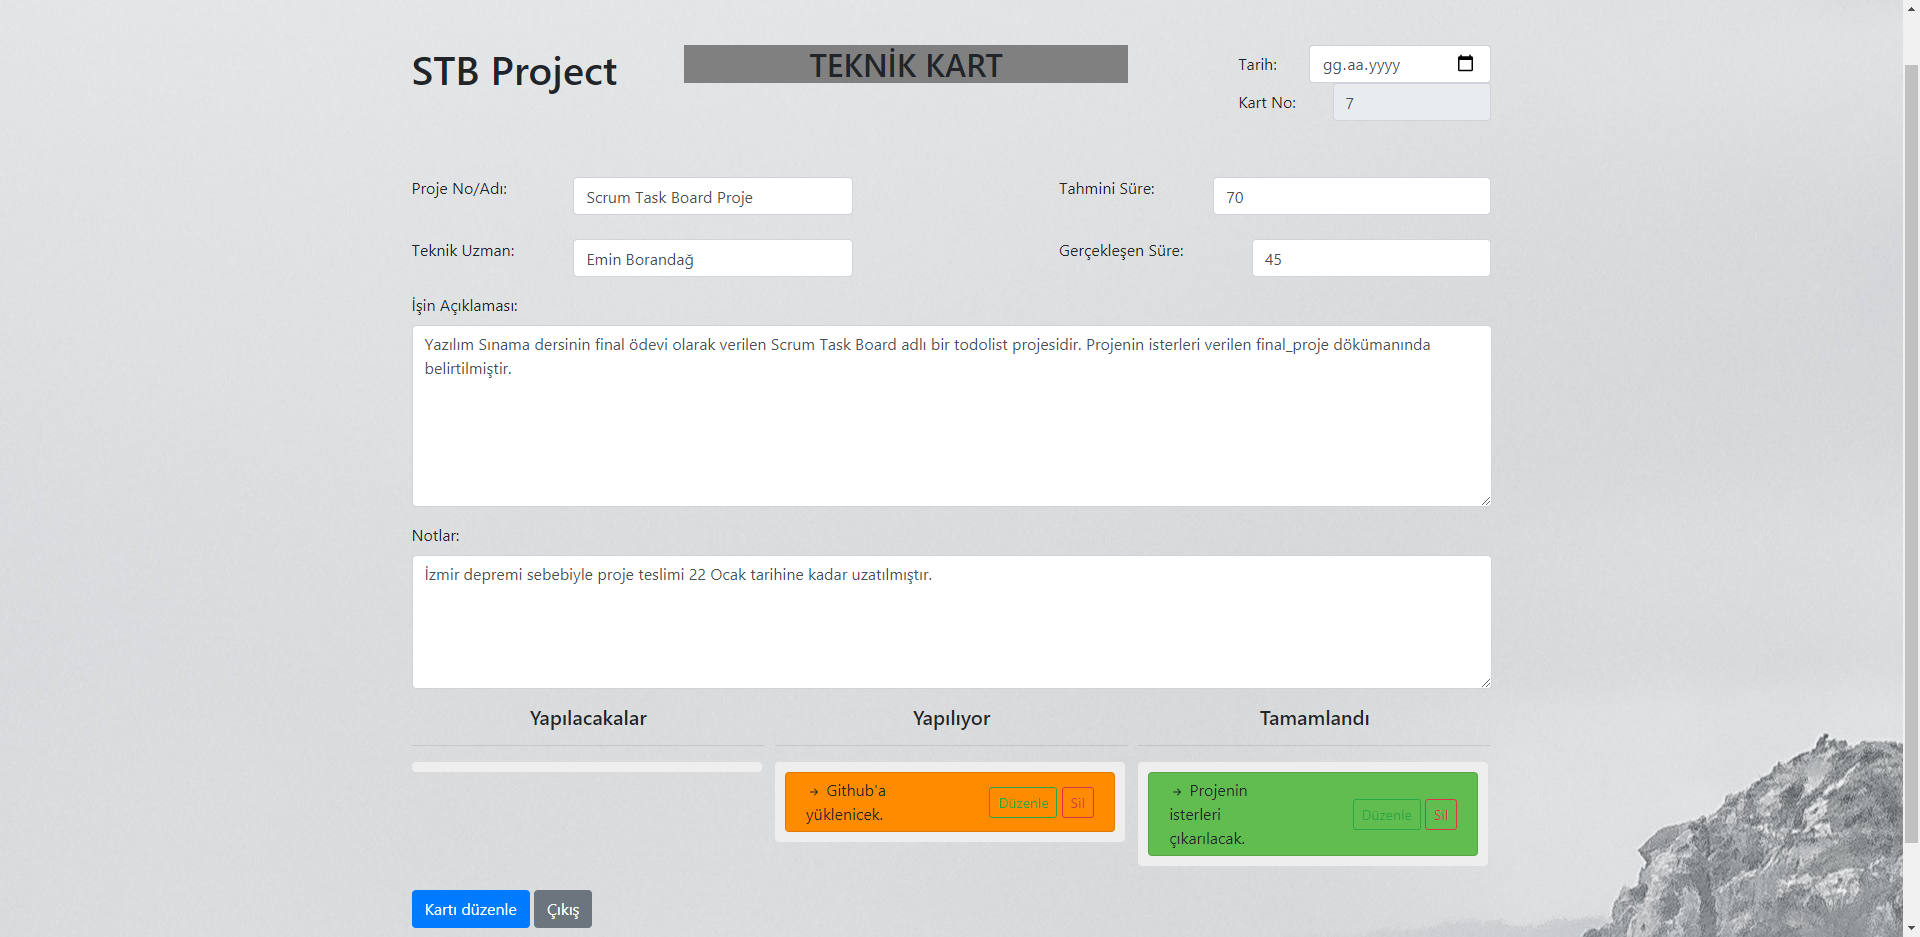 STB Project
TEKNİK KART
Tarih:
gg.aa.yyyy
Kart No:
7
Proje No/Adı:
Scrum Task Board Proje
Tahmini Süre:
70
Teknik Uzman:
Emin Borandağ
Gerçekleşen Süre:
45
İşin Açıklaması:
Yazılım Sınama dersinin final ödevi olarak verilen Scrum Task Board adlı bir todolist projesidir. Projenin isterleri verilen final_proje dökümanında
belirtilmiştir.
Notlar:
İzmir depremi sebebiyle proje teslimi 22 Ocak tarihine kadar uzatılmıştır.
Yapılacakalar
Yapılıyor
Tamamlandı
→ Github'a
yüklenicek.
Düzenle
Sil
→ Projenin
isterleri
çıkarılacak.
Düzenle
Sil
Kartı düzenle
Çıkış